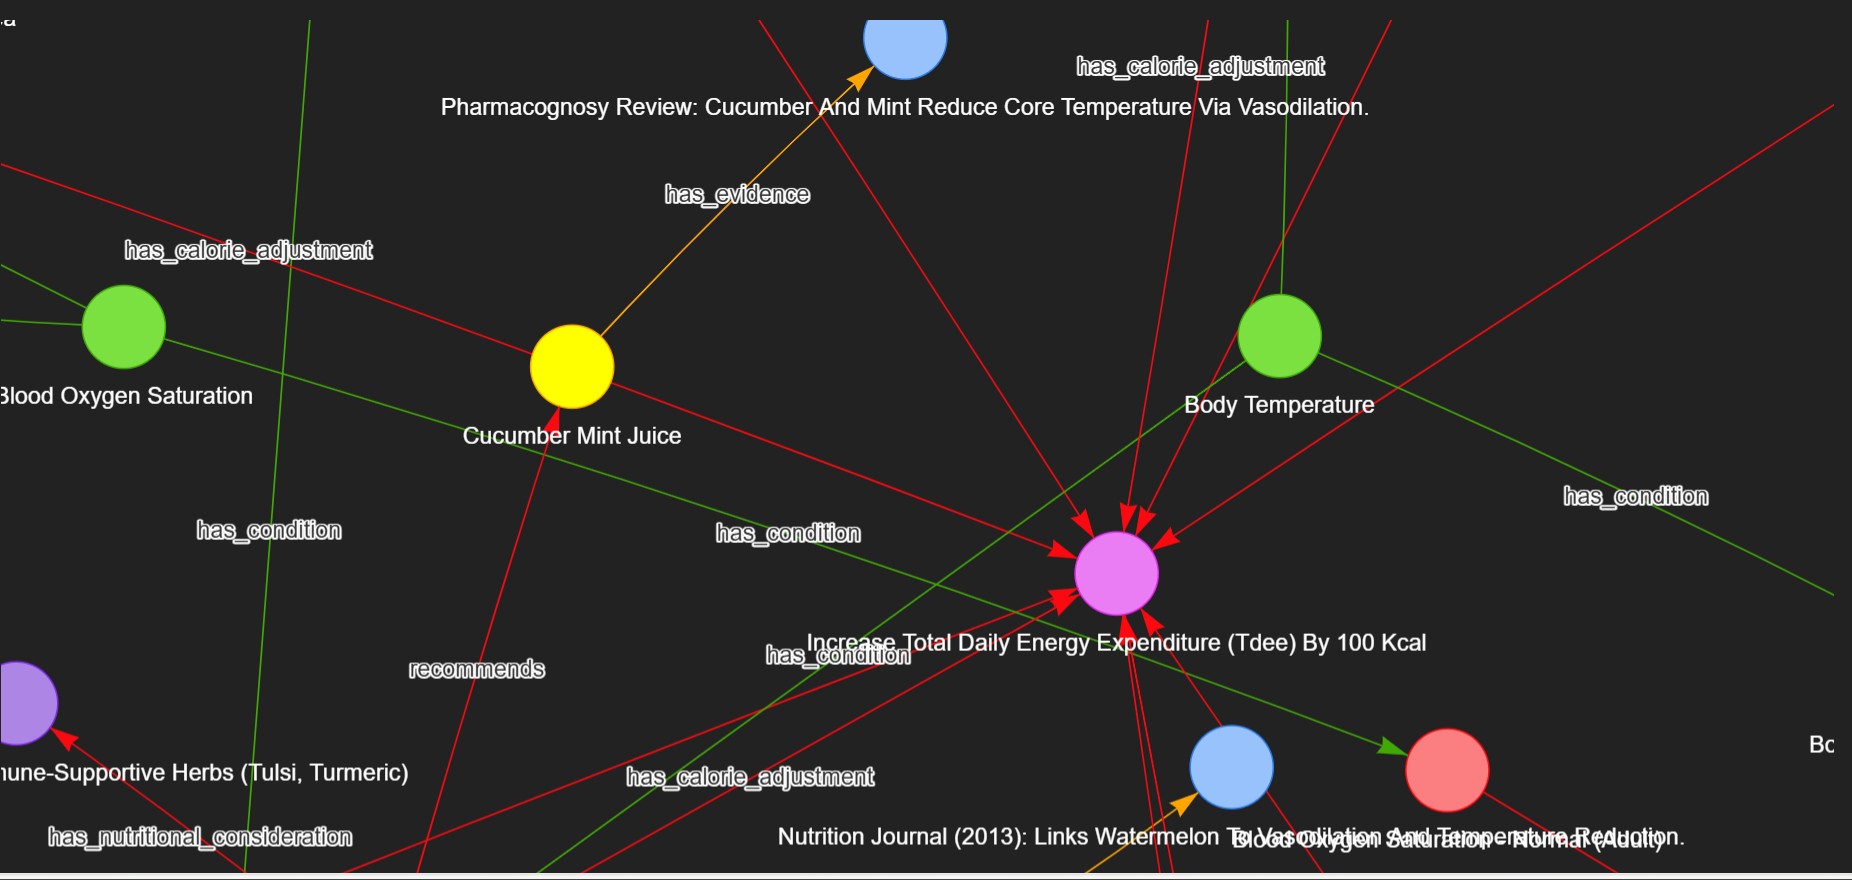 has_calorie_adjustment
Pharmacognosy Review: Cucumber And Mint Reduce Core Temperature Via Vasodilation.
has_evidence
has_calorie_adjustment
Blood Oxygen Saturation
Body Temperature
Cucumber Mint Juice
has_condition
has_condition
has_condition
Increase Total Daily Energy Expenditure (Tdee) By 100 Kcal
has_condition
recommends
une-Supportive Herbs (Tulsi, Turmeric)
has_calorie_adjustment
has_nutritional_consideration
Nutrition Journal (2013): Links Watermelon To Vasodilation And Temperature Reduction.
Blood Oxygen Saturation - Normal (Adult)